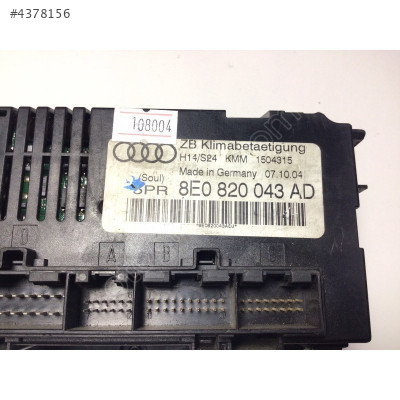 #4378156
108004
ZB Klimabetaetigung
H14/S24 KMM 1504315
Made in Germany 07.10.04
(Soul)
SPR 8E0 820 043 AD
D
A
B
C